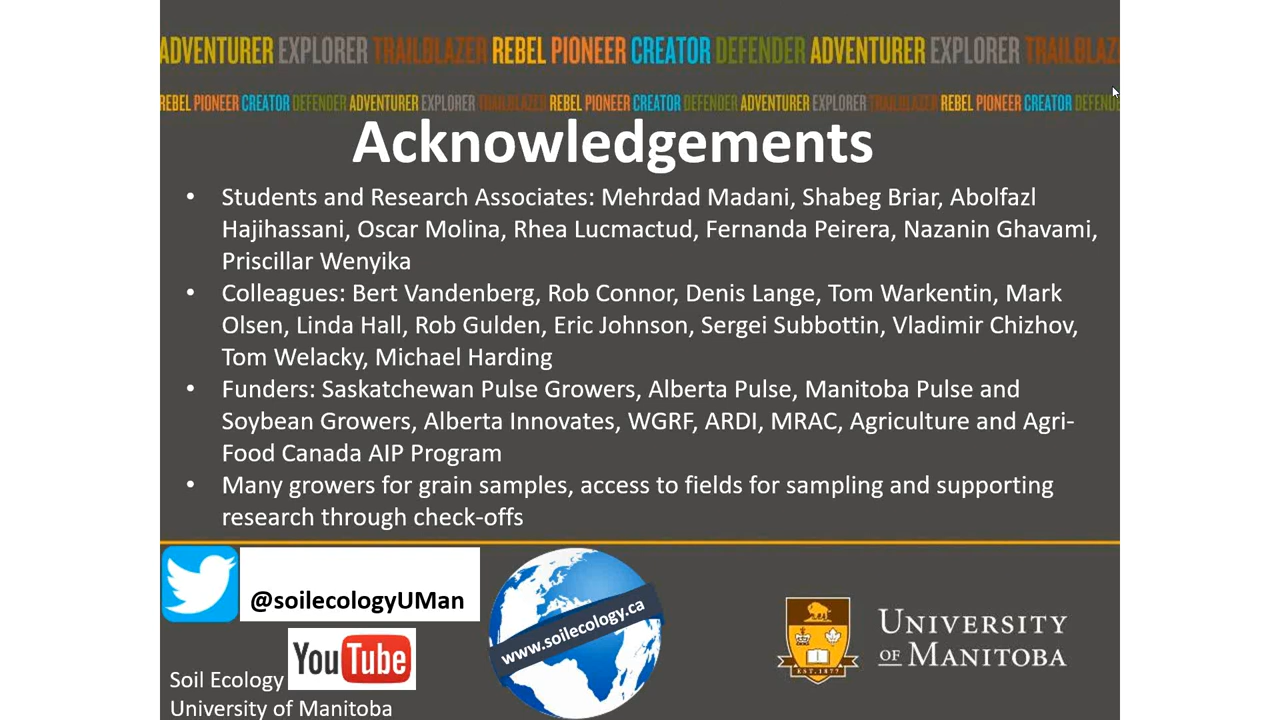 ADVENTURER EXPLORER TRAILBLAZER REBEL PIONEER CREATOR DEFENDER ADVENTURER EXPLORER TRAILBLAZ
REBEL PIONEER CREATOR DEFENDER ADVENTURER EXPLORER TRAILBLAZER REBEL PIONEER CREATOR DEFENDER ADVENTURER EXPLORER TRAILBLAZER REBEL PIONEER CREATOR DEFENDE
Acknowledgements
• Students and Research Associates: Mehrdad Madani, Shabeg Briar, Abolfazl
Hajihassani, Oscar Molina, Rhea Lucmactud, Fernanda Peirera, Nazanin Ghavami,
Priscillar Wenyika
• Colleagues: Bert Vandenberg, Rob Connor, Denis Lange, Tom Warkentin, Mark
Olsen, Linda Hall, Rob Gulden, Eric Johnson, Sergei Subbottin, Vladimir Chizhov,
Tom Welacky, Michael Harding
• Funders: Saskatchewan Pulse Growers, Alberta Pulse, Manitoba Pulse and
Soybean Growers, Alberta Innovates, WGRF, ARDI, MRAC, Agriculture and Agri-
Food Canada AIP Program
• Many growers for grain samples, access to fields for sampling and supporting
research through check-offs
@soilecologyUMan
www.soilecology.ca
YouTube
Soil Ecology
University of Manitoba
EST. 1877
UNIVERSITY
OF MANITOBA